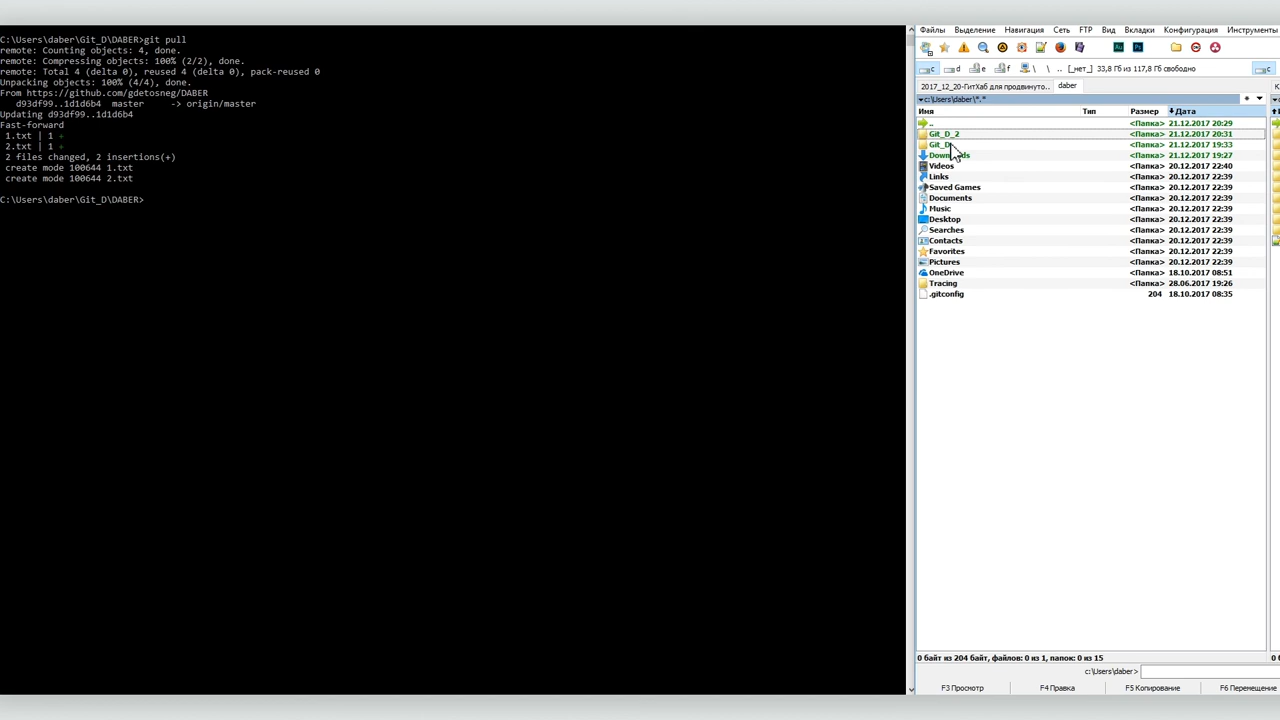 C:\Users\daber\Git_D\DABER>git pull
remote: Counting objects: 4, done.
remote: Compressing objects: 100% (2/2), done.
remote: Total 4 (delta 0), reused 4 (delta 0), pack-reused 0
Unpacking objects: 100% (4/4), done.
From https://github.com/gdetosneg/DABER
d93df99..1d1d6b4 master -> origin/master
Updating d93df99..1d1d6b4
Fast-forward
1.txt | 1 +
2.txt | 1 +
2 files changed, 2 insertions(+)
create mode 100644 1.txt
create mode 100644 2.txt
C:\Users\daber\Git_D\DABER>
Файлы Выделение Навигация Сеть FTP Вид Вкладки Конфигурация Инструменты
c d e f \ .. [_нет_] 33,8 Гб из 117,8 Гб свободно c
2017_12_20-ГитХаб для продвинуто.. daber
c:\Users\daber\*.* * ▼
Имя Тип Размер Дата
.. <Папка> 21.12.2017 20:29
Git_D_2 <Папка> 21.12.2017 20:31
Git_D <Папка> 21.12.2017 19:33
<Папка> 21.12.2017 19:27
Videos <Папка> 20.12.2017 22:40
Links <Папка> 20.12.2017 22:39
Saved Games <Папка> 20.12.2017 22:39
Documents <Папка> 20.12.2017 22:39
Music <Папка> 20.12.2017 22:39
Desktop <Папка> 20.12.2017 22:39
Searches <Папка> 20.12.2017 22:39
Contacts <Папка> 20.12.2017 22:39
Favorites <Папка> 20.12.2017 22:39
Pictures <Папка> 20.12.2017 22:39
OneDrive <Папка> 18.10.2017 08:51
Tracing <Папка> 28.06.2017 19:26
.gitconfig 204 18.10.2017 08:35
0 байт из 204 байт, файлов: 0 из 1, папок: 0 из 15
c:\Users\daber>
F3 Просмотр F4 Правка F5 Копирование F6 Перемещение